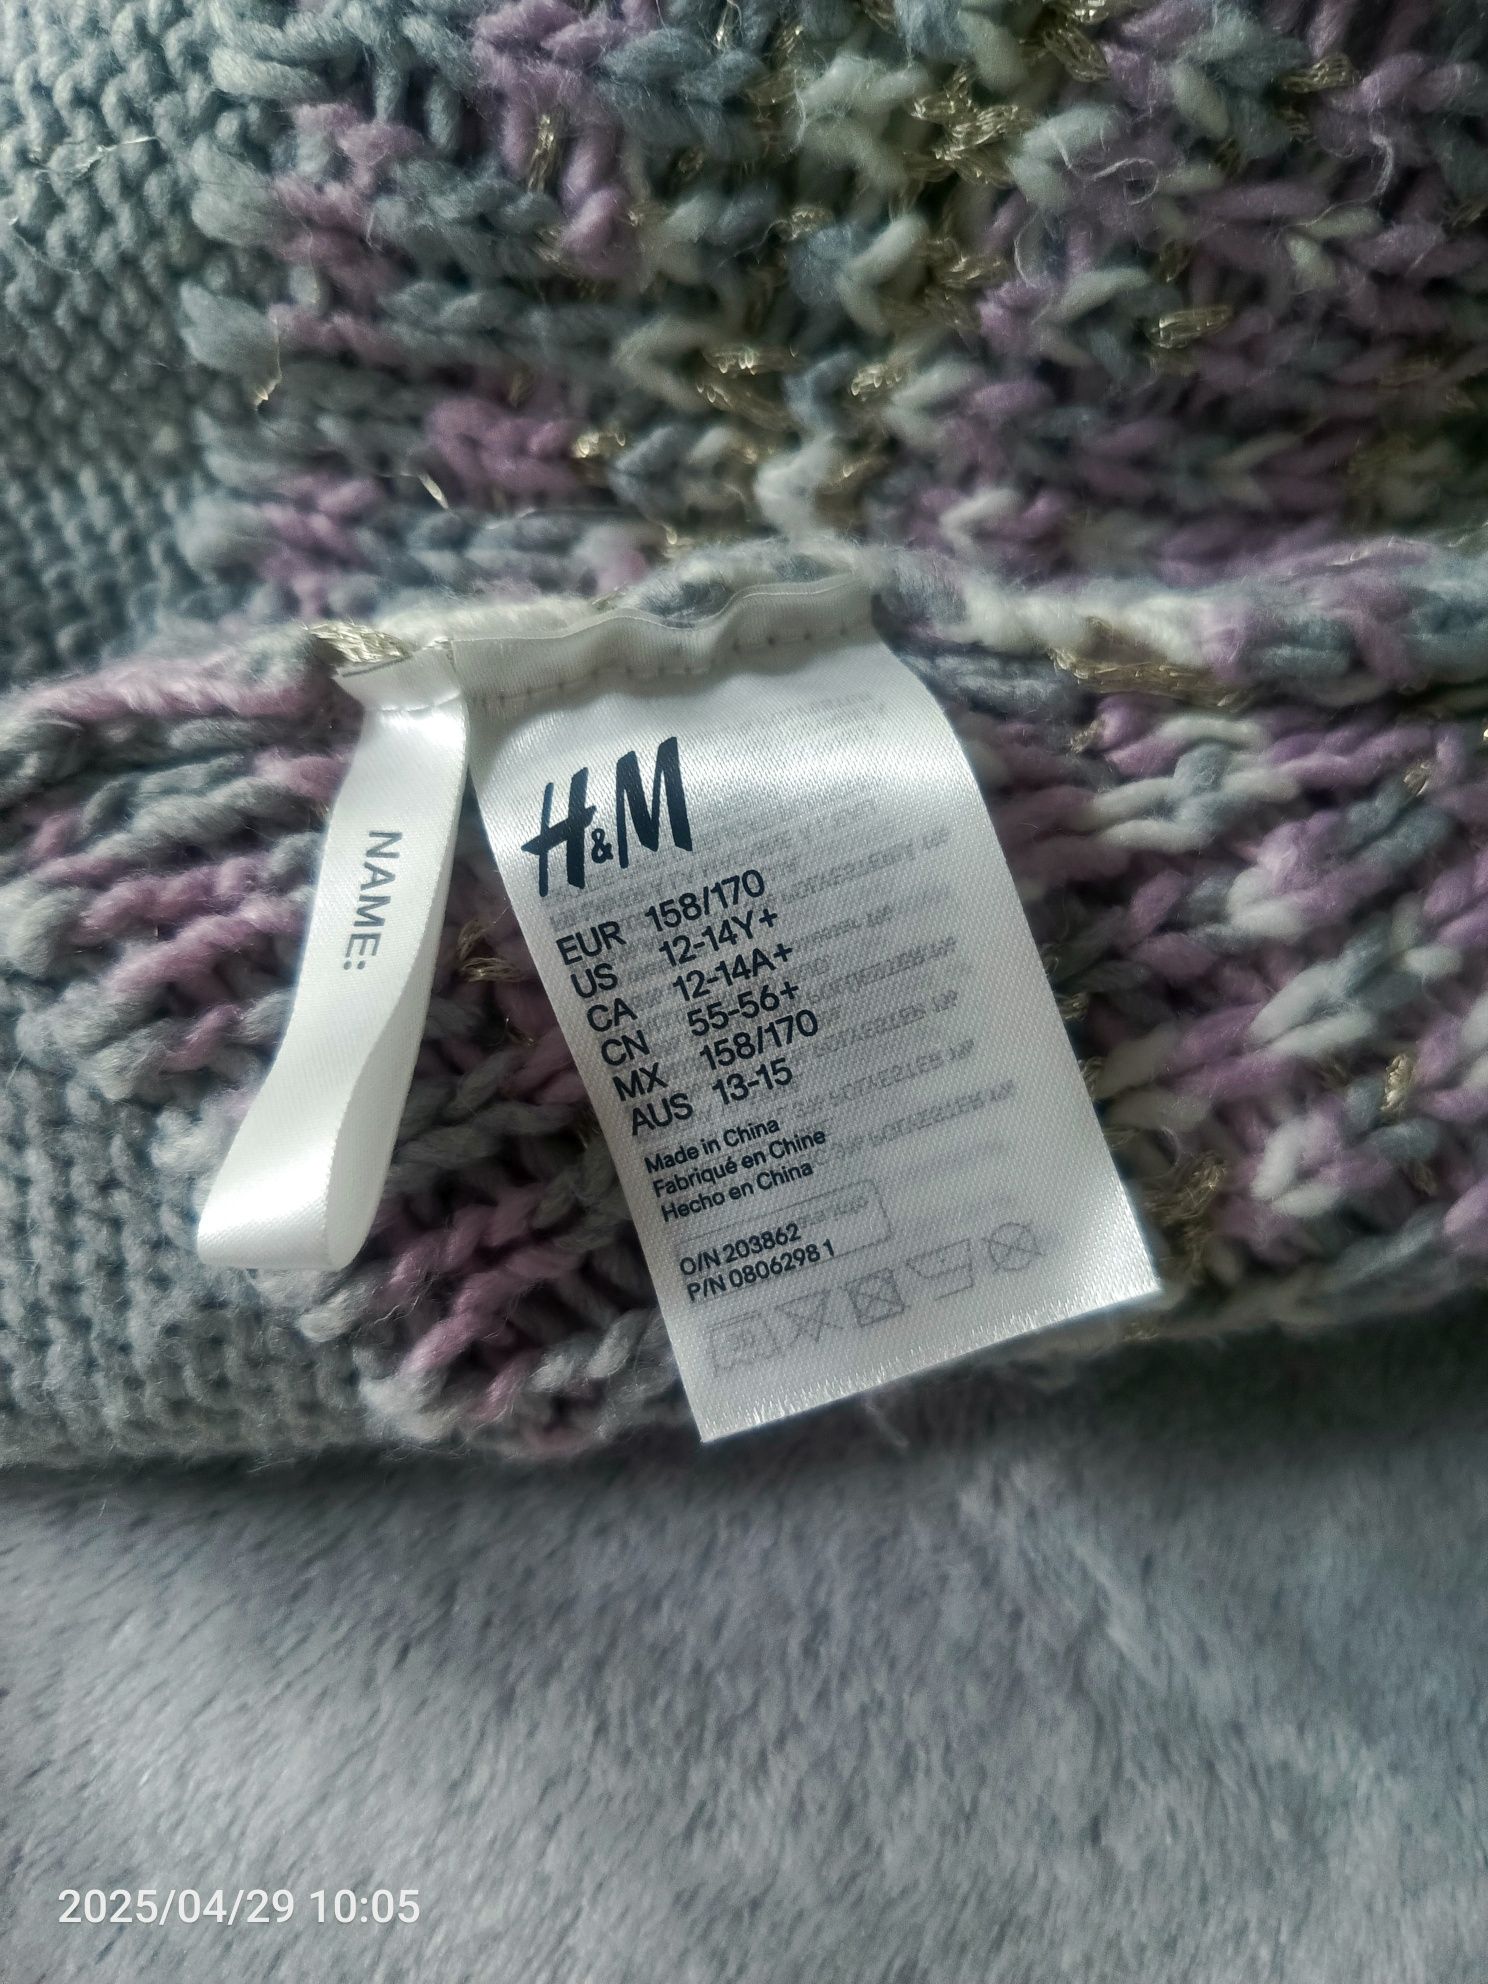 NAME:
H&M
EUR 158/170
US 12-14Y+
CA 12-14A+
CN 55-56+
MX 158/170
AUS 13-15
Made in China
Fabriqué en Chine
Hecho en China
O/N 203862
P/N 0806298 1
2025/04/29 10:05